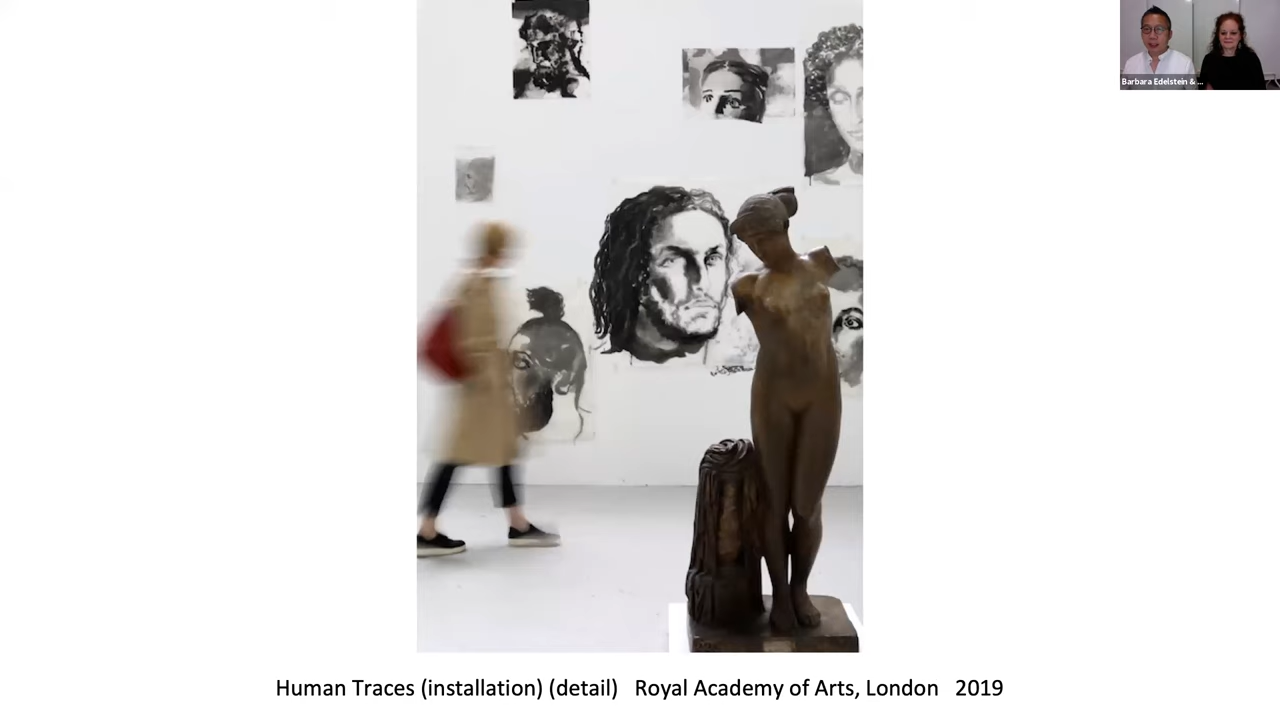 Barbara Edelstein & ...
Human Traces (installation) (detail) Royal Academy of Arts, London 2019